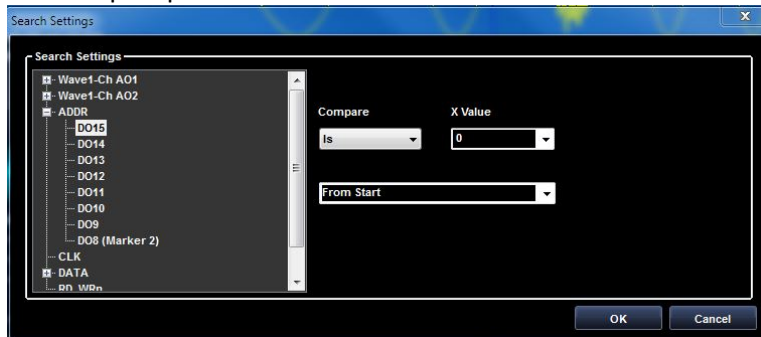 Search Settings
Search Settings
Wave1-Ch AO1
Wave1-Ch AO2
ADDR
DO15
DO14
DO13
DO12
DO11
DO10
DO9
DO8 (Marker 2)
CLK
DATA
RD_WRn
Compare X Value
Is 0
From Start
OK Cancel